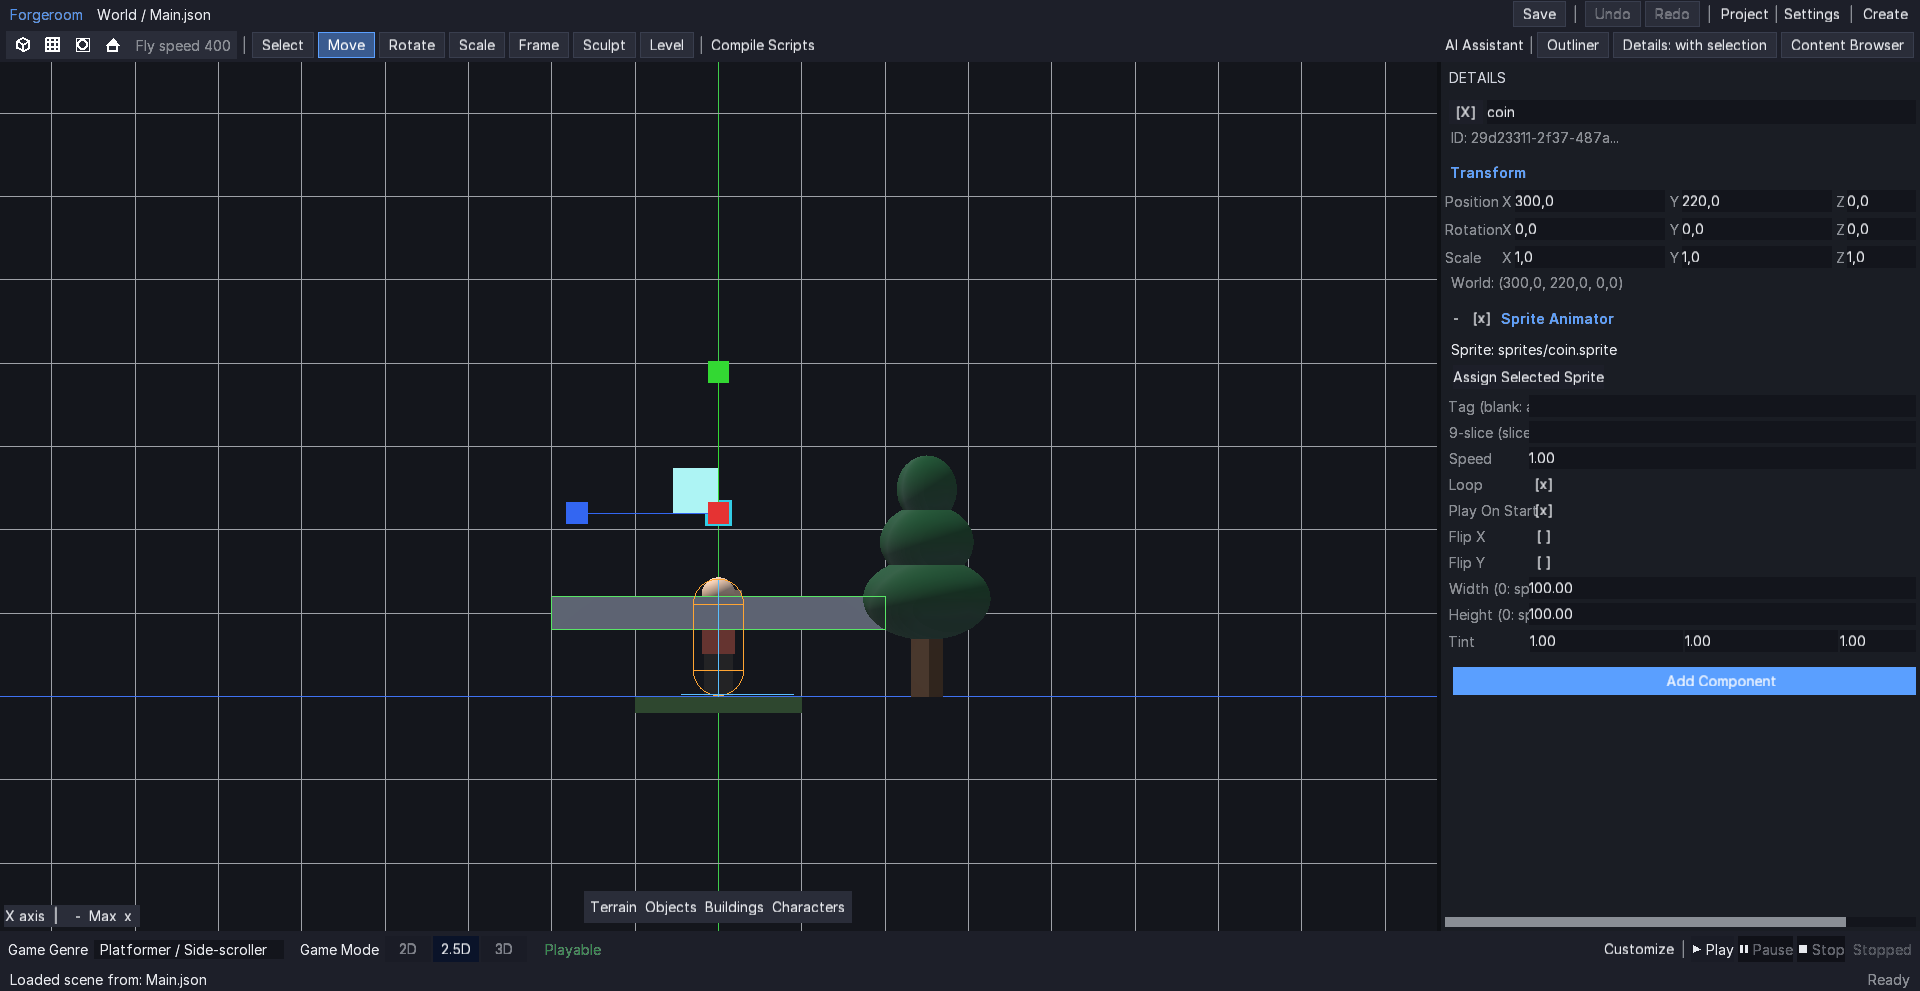 Forgeroom World / Main.json Save Undo Redo Project Settings Create
Fly speed 400 Select Move Rotate Scale Frame Sculpt Level Compile Scripts AI Assistant Outliner Details: with selection Content Browser
DETAILS
[X] coin
ID: 29d23311-2f37-487a...
Transform
Position X 300,0 Y 220,0 Z 0,0
Rotation X 0,0 Y 0,0 Z 0,0
Scale X 1,0 Y 1,0 Z 1,0
World: (300,0, 220,0, 0,0)
- [x] Sprite Animator
Sprite: sprites/coin.sprite
Assign Selected Sprite
Tag (blank:
9-slice (slice
Speed 1.00
Loop [x]
Play On Start [x]
Flip X [ ]
Flip Y [ ]
Width (0: sp 100.00
Height (0: sp 100.00
Tint 1.00 1.00 1.00
Add Component
X axis | - Max x
Terrain Objects Buildings Characters
Game Genre Platformer / Side-scroller Game Mode 2D 2.5D 3D Playable Customize Play Pause Stop Stopped
Loaded scene from: Main.json Ready